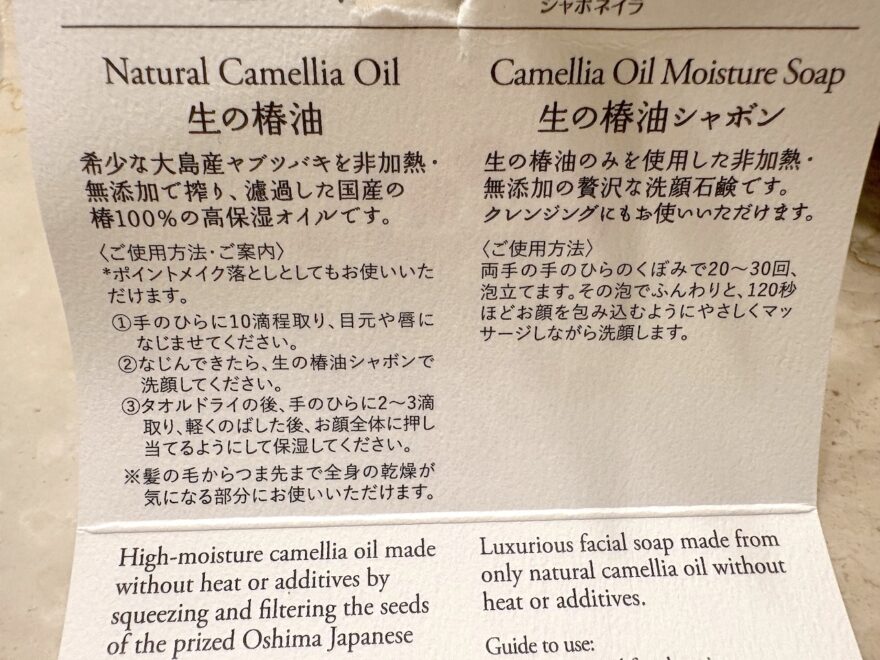 シャボネイラ
Natural Camellia Oil
生の椿油
希少な大島産ヤブツバキを非加熱・
無添加で搾り、濾過した国産の
椿100%の高保湿オイルです。
〈ご使用方法・ご案内〉
*ポイントメイク落としとしてもお使いいた
だけます。
①手のひらに10滴程取り、目元や唇に
なじませてください。
②なじんできたら、生の椿油シャボンで
洗顔してください。
③タオルドライの後、手のひらに2〜3滴
取り、軽くのばした後、お顔全体に押し
当てるようにして保湿してください。
※髪の毛からつま先まで全身の乾燥が
気になる部分にお使いいただけます。
Camellia Oil Moisture Soap
生の椿油シャボン
生の椿油のみを使用した非加熱・
無添加の贅沢な洗顔石鹸です。
クレンジングにもお使いいただけます。
〈ご使用方法〉
両手の手のひらのくぼみで20〜30回、
泡立てます。その泡でふんわりと、120秒
ほどお顔を包み込むようにやさしくマッ
サージしながら洗顔します。
High-moisture camellia oil made
without heat or additives by
squeezing and filtering the seeds
of the prized Oshima Japanese
Luxurious facial soap made from
only natural camellia oil without
heat or additives.
Guide to use: